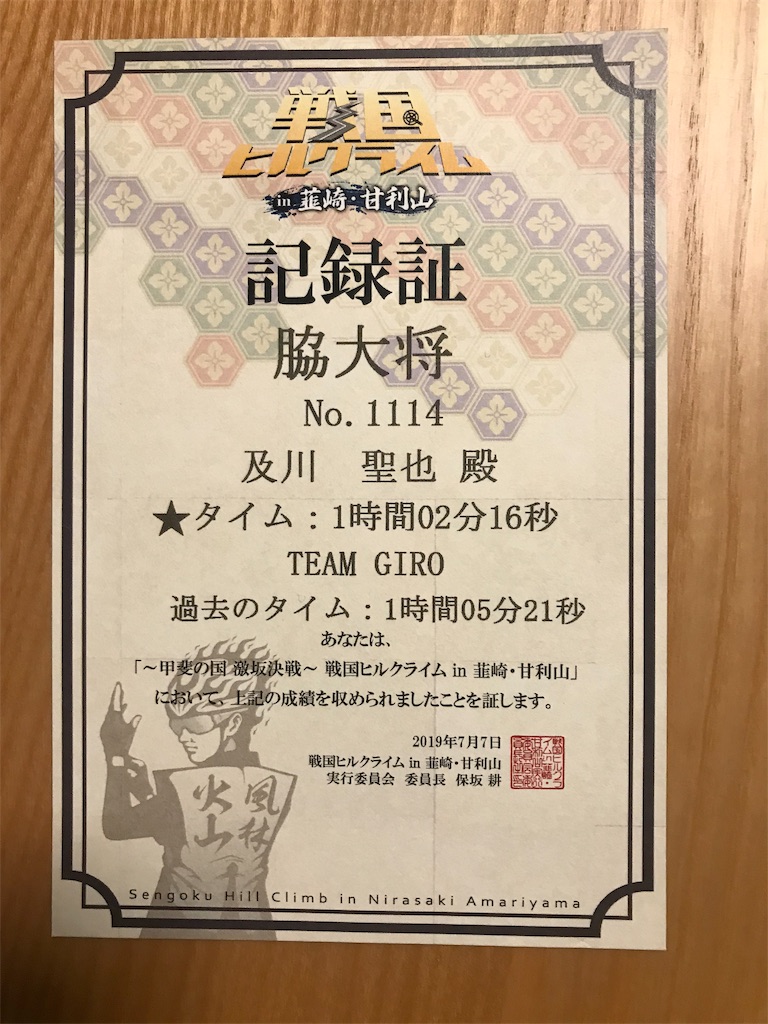 戦国
ヒルクライム
in 韮崎・甘利山
記録証
脇大将
No. 1114
及川 聖也 殿
★タイム：1時間02分16秒
TEAM GIRO
過去のタイム：1時間05分21秒
あなたは、
「～甲斐の国 激坂決戦～ 戦国ヒルクライム in 韮崎・甘利山」
において、上記の成績を収められましたことを証します。
2019年7月7日
戦国ヒルクライム in 韮崎・甘利山
実行委員会 委員長 保坂 耕
風林
火山
Sengoku Hill Climb in Nirasaki Amariyama